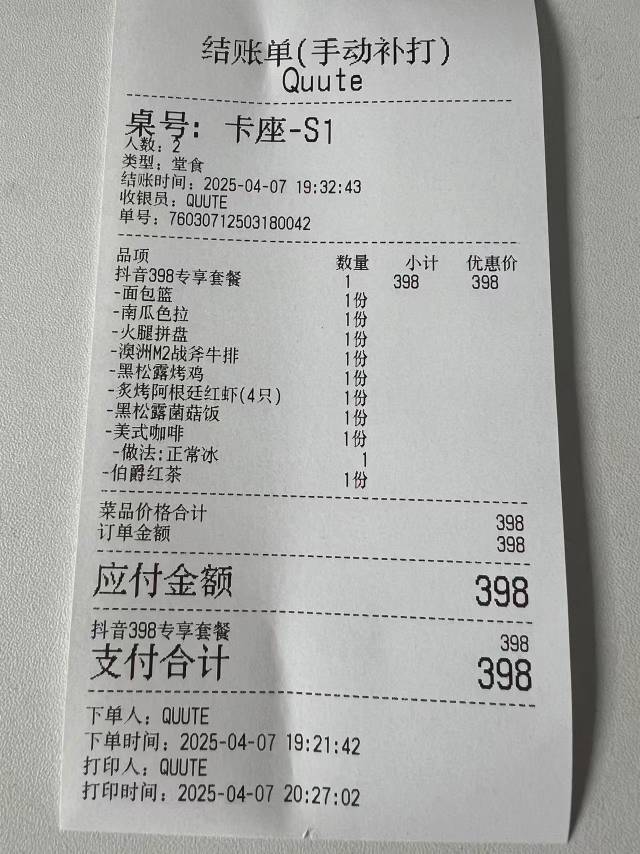 结账单(手动补打)
Quute
桌号: 卡座-S1
人数: 2
类型: 堂食
结账时间: 2025-04-07 19:32:43
收银员: QUUTE
单号: 76030712503180042
品项 数量 小计 优惠价
抖音398专享套餐 1 398 398
-面包篮 1份
-南瓜色拉 1份
-火腿拼盘 1份
-澳洲M2战斧牛排 1份
-黑松露烤鸡 1份
-炙烤阿根廷红虾(4只) 1份
-黑松露菌菇饭 1份
-美式咖啡 1份
-做法:正常冰 1
-伯爵红茶 1份
菜品价格合计 398
订单金额 398
应付金额 398
抖音398专享套餐 398
支付合计 398
下单人: QUUTE
下单时间: 2025-04-07 19:21:42
打印人: QUUTE
打印时间: 2025-04-07 20:27:02